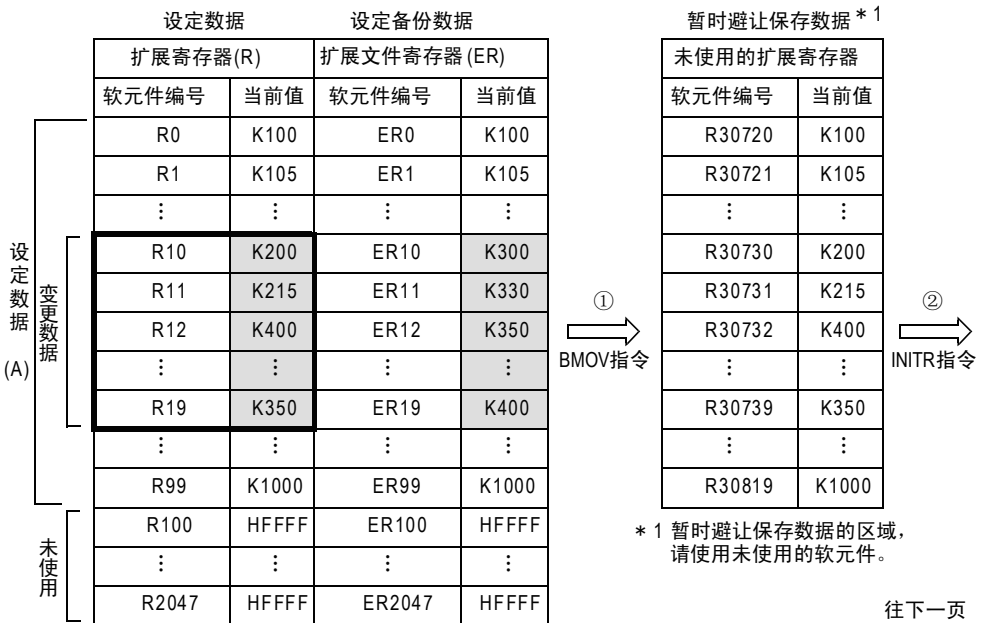 设定数据 设定备份数据 暂时避让保存数据＊1
扩展寄存器(R) 扩展文件寄存器(ER) 未使用的扩展寄存器
软元件编号 当前值 软元件编号 当前值 软元件编号 当前值
R0 K100 ER0 K100 R30720 K100
R1 K105 ER1 K105 R30721 K105
⋮ ⋮ ⋮ ⋮ ⋮ ⋮
R10 K200 ER10 K300 R30730 K200
R11 K215 ER11 K330 R30731 K215
R12 K400 ER12 K350 R30732 K400
⋮ ⋮ ⋮ ⋮ ⋮ ⋮
R19 K350 ER19 K400 R30739 K350
⋮ ⋮ ⋮ ⋮ ⋮ ⋮
R99 K1000 ER99 K1000 R30819 K1000
R100 HFFFF ER100 HFFFF
⋮ ⋮ ⋮ ⋮
R2047 HFFFF ER2047 HFFFF
设定数据
(A)
变更数据
未使用
①
BMOV指令
②
INITR指令
＊1 暂时避让保存数据的区域，
请使用未使用的软元件。
往下一页